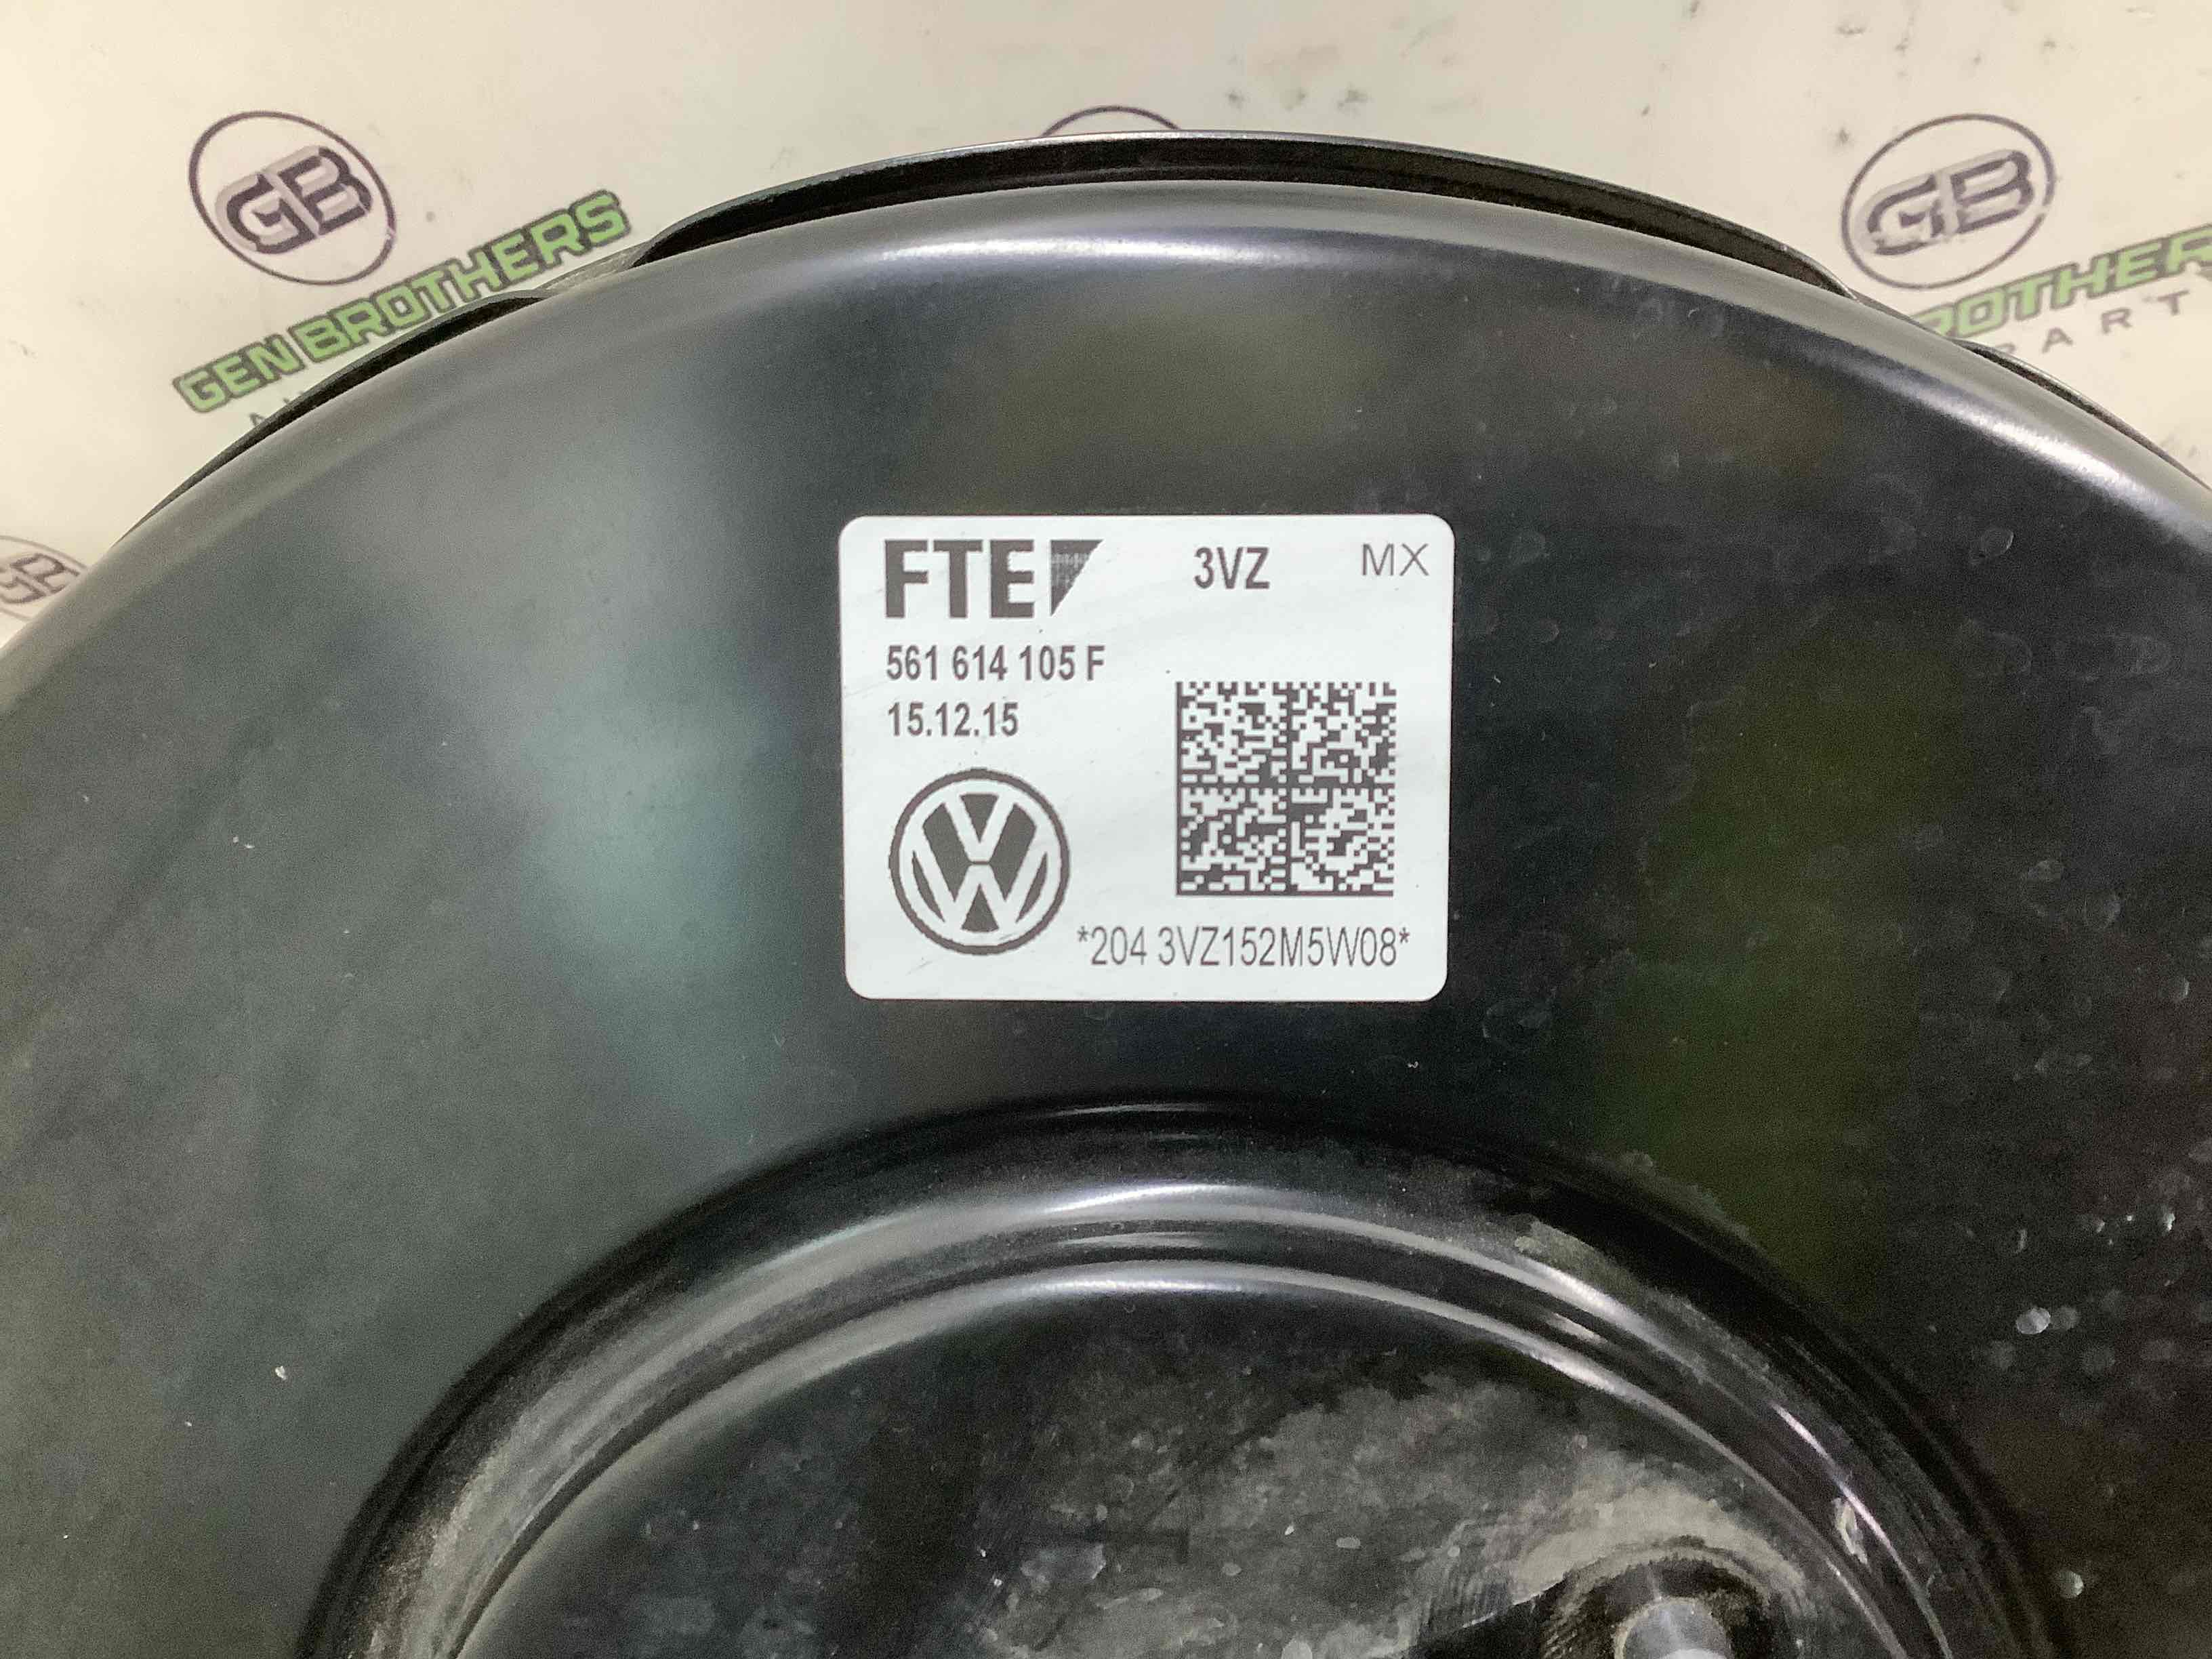 GB
GEN BROTHERS
GB
FTE
3VZ
MX
561 614 105 F
15.12.15
*204 3VZ152M5W08*